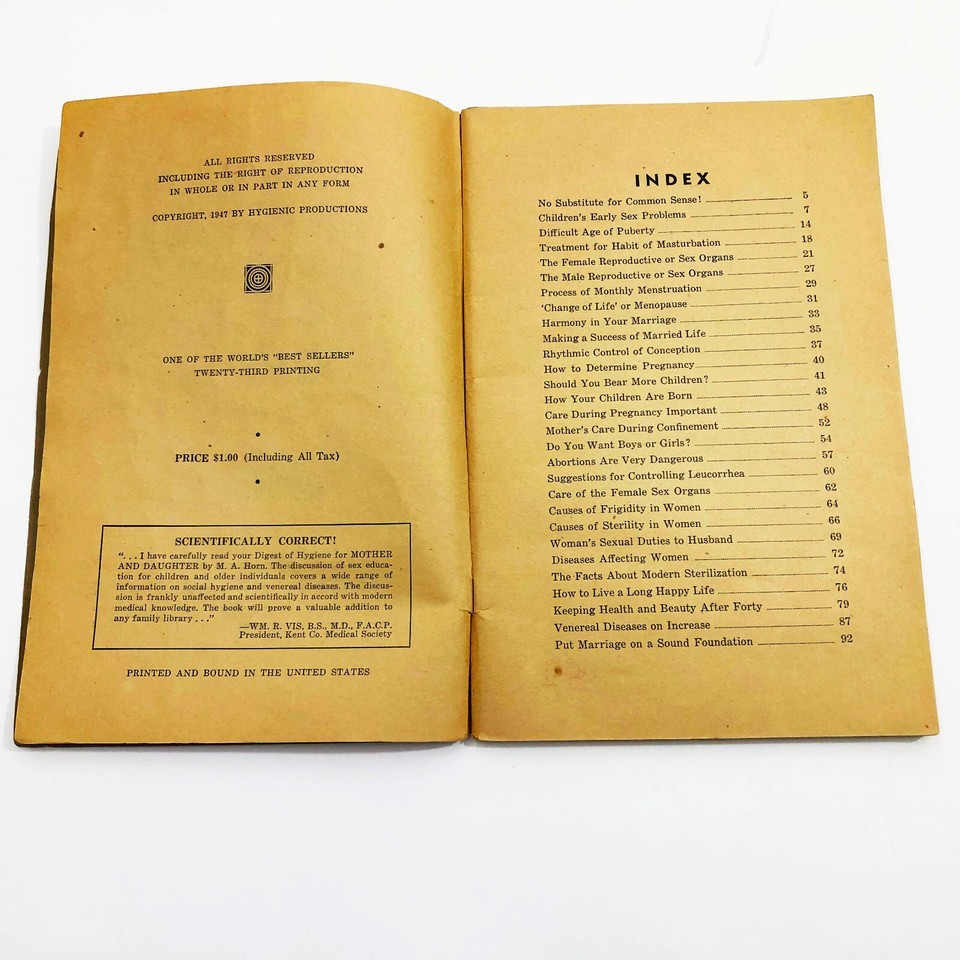 ALL RIGHTS RESERVED
INCLUDING THE RIGHT OF REPRODUCTION
IN WHOLE OR IN PART IN ANY FORM
COPYRIGHT, 1947 BY HYGIENIC PRODUCTIONS
ONE OF THE WORLD'S "BEST SELLERS"
TWENTY-THIRD PRINTING
PRICE $1.00 (Including All Tax)
SCIENTIFICALLY CORRECT!
". . . I have carefully read your Digest of Hygiene for MOTHER
AND DAUGHTER by M. A. Horn. The discussion of sex educa-
tion for children and older individuals covers a wide range of
information on social hygiene and venereal diseases. The discus-
sion is frankly unaffected and scientifically in accord with modern
medical knowledge. The book will prove a valuable addition to
any family library . . ."
—WM. R. VIS, B.S., M.D., F.A.C.P.
President, Kent Co. Medical Society
PRINTED AND BOUND IN THE UNITED STATES
INDEX
No Substitute for Common Sense! 5
Children's Early Sex Problems 7
Difficult Age of Puberty 14
Treatment for Habit of Masturbation 18
The Female Reproductive or Sex Organs 21
The Male Reproductive or Sex Organs 27
Process of Monthly Menstruation 29
'Change of Life' or Menopause 31
Harmony in Your Marriage 33
Making a Success of Married Life 35
Rhythmic Control of Conception 37
How to Determine Pregnancy 40
Should You Bear More Children? 41
How Your Children Are Born 43
Care During Pregnancy Important 48
Mother's Care During Confinement 52
Do You Want Boys or Girls? 54
Abortions Are Very Dangerous 57
Suggestions for Controlling Leucorrhea 60
Care of the Female Sex Organs 62
Causes of Frigidity in Women 64
Causes of Sterility in Women 66
Woman's Sexual Duties to Husband 69
Diseases Affecting Women 72
The Facts About Modern Sterilization 74
How to Live a Long Happy Life 76
Keeping Health and Beauty After Forty 79
Venereal Diseases on Increase 87
Put Marriage on a Sound Foundation 92